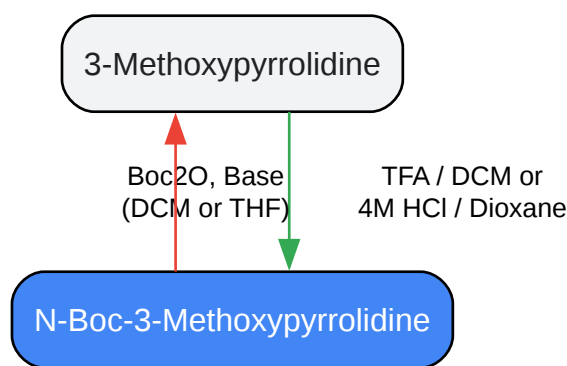 3-Methoxypyrrolidine
Boc2O, Base
(DCM or THF)
TFA / DCM or
4M HCl / Dioxane
N-Boc-3-Methoxypyrrolidine